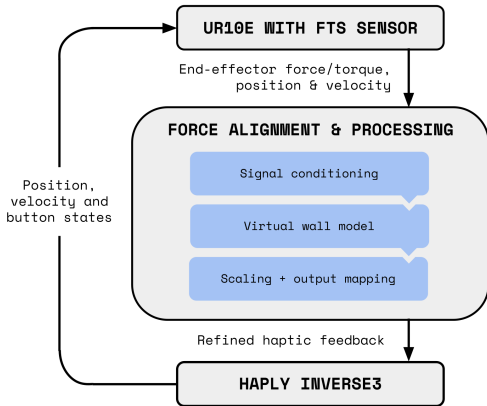 UR10E WITH FTS SENSOR
End-effector force/torque,
position & velocity
FORCE ALIGNMENT & PROCESSING
Signal conditioning
Virtual wall model
Scaling + output mapping
Position,
velocity and
button states
Refined haptic feedback
HAPLY INVERSE3